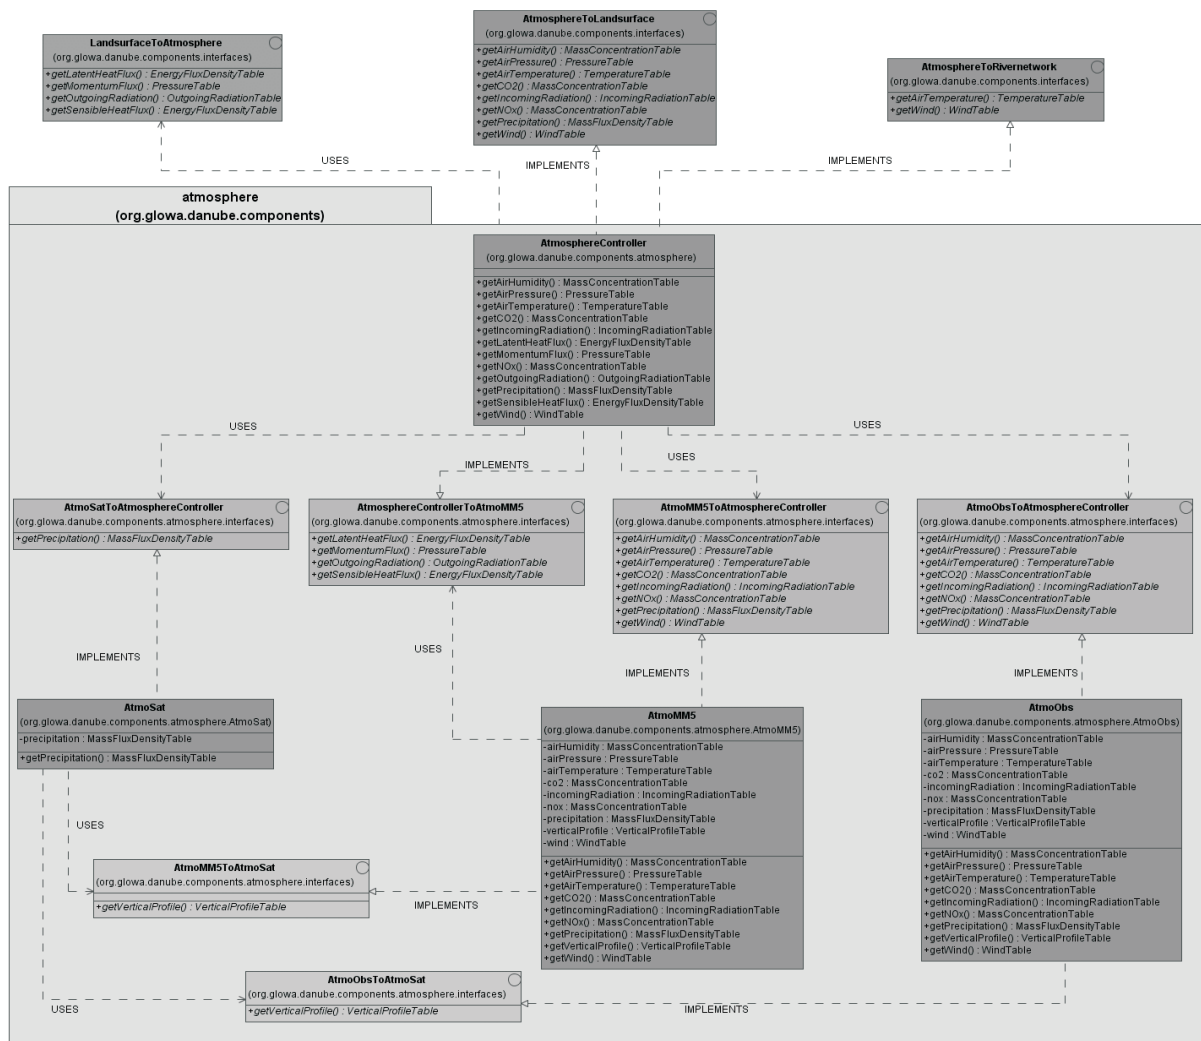 LandsurfaceToAtmosphere
(org.glowa.danube.components.interfaces)
+getLatentHeatFlux() : EnergyFluxDensityTable
+getMomentumFlux() : PressureTable
+getOutgoingRadiation() : OutgoingRadiationTable
+getSensibleHeatFlux() : EnergyFluxDensityTable
AtmosphereToLandsurface
(org.glowa.danube.components.interfaces)
+getAirHumidity() : MassConcentrationTable
+getAirPressure() : PressureTable
+getAirTemperature() : TemperatureTable
+getCO2() : MassConcentrationTable
+getIncomingRadiation() : IncomingRadiationTable
+getNOx() : MassConcentrationTable
+getPrecipitation() : MassFluxDensityTable
+getWind() : WindTable
AtmosphereToRivernetwork
(org.glowa.danube.components.interfaces)
+getAirTemperature() : TemperatureTable
+getWind() : WindTable
USES
IMPLEMENTS
IMPLEMENTS
atmosphere
(org.glowa.danube.components)
AtmosphereController
(org.glowa.danube.components.atmosphere)
+getAirHumidity() : MassConcentrationTable
+getAirPressure() : PressureTable
+getAirTemperature() : TemperatureTable
+getCO2() : MassConcentrationTable
+getIncomingRadiation() : IncomingRadiationTable
+getLatentHeatFlux() : EnergyFluxDensityTable
+getMomentumFlux() : PressureTable
+getNOx() : MassConcentrationTable
+getOutgoingRadiation() : OutgoingRadiationTable
+getPrecipitation() : MassFluxDensityTable
+getSensibleHeatFlux() : EnergyFluxDensityTable
+getWind() : WindTable
USES
IMPLEMENTS
USES
USES
AtmoSatToAtmosphereController
(org.glowa.danube.components.atmosphere.interfaces)
+getPrecipitation() : MassFluxDensityTable
AtmosphereControllerToAtmoMM5
(org.glowa.danube.components.atmosphere.interfaces)
+getLatentHeatFlux() : EnergyFluxDensityTable
+getMomentumFlux() : PressureTable
+getOutgoingRadiation() : OutgoingRadiationTable
+getSensibleHeatFlux() : EnergyFluxDensityTable
AtmoMM5ToAtmosphereController
(org.glowa.danube.components.atmosphere.interfaces)
+getAirHumidity() : MassConcentrationTable
+getAirPressure() : PressureTable
+getAirTemperature() : TemperatureTable
+getCO2() : MassConcentrationTable
+getIncomingRadiation() : IncomingRadiationTable
+getNOx() : MassConcentrationTable
+getPrecipitation() : MassFluxDensityTable
+getWind() : WindTable
AtmoObsToAtmosphereController
(org.glowa.danube.components.atmosphere.interfaces)
+getAirHumidity() : MassConcentrationTable
+getAirPressure() : PressureTable
+getAirTemperature() : TemperatureTable
+getCO2() : MassConcentrationTable
+getIncomingRadiation() : IncomingRadiationTable
+getNOx() : MassConcentrationTable
+getPrecipitation() : MassFluxDensityTable
+getWind() : WindTable
IMPLEMENTS
USES
IMPLEMENTS
IMPLEMENTS
AtmoSat
(org.glowa.danube.components.atmosphere.AtmoSat)
-precipitation : MassFluxDensityTable
+getPrecipitation() : MassFluxDensityTable
AtmoMM5
(org.glowa.danube.components.atmosphere.AtmoMM5)
-airHumidity : MassConcentrationTable
-airPressure : PressureTable
-airTemperature : TemperatureTable
-co2 : MassConcentrationTable
-incomingRadiation : IncomingRadiationTable
-nox : MassConcentrationTable
-precipitation : MassFluxDensityTable
-verticalProfile : VerticalProfileTable
-wind : WindTable
+getAirHumidity() : MassConcentrationTable
+getAirPressure() : PressureTable
+getAirTemperature() : TemperatureTable
+getCO2() : MassConcentrationTable
+getIncomingRadiation() : IncomingRadiationTable
+getNOx() : MassConcentrationTable
+getPrecipitation() : MassFluxDensityTable
+getVerticalProfile() : VerticalProfileTable
+getWind() : WindTable
AtmoObs
(org.glowa.danube.components.atmosphere.AtmoObs)
-airHumidity : MassConcentrationTable
-airPressure : PressureTable
-airTemperature : TemperatureTable
-co2 : MassConcentrationTable
-incomingRadiation : IncomingRadiationTable
-nox : MassConcentrationTable
-precipitation : MassFluxDensityTable
-verticalProfile : VerticalProfileTable
-wind : WindTable
+getAirHumidity() : MassConcentrationTable
+getAirPressure() : PressureTable
+getAirTemperature() : TemperatureTable
+getCO2() : MassConcentrationTable
+getIncomingRadiation() : IncomingRadiationTable
+getNOx() : MassConcentrationTable
+getPrecipitation() : MassFluxDensityTable
+getVerticalProfile() : VerticalProfileTable
+getWind() : WindTable
USES
AtmoMM5ToAtmoSat
(org.glowa.danube.components.atmosphere.interfaces)
+getVerticalProfile() : VerticalProfileTable
IMPLEMENTS
AtmoObsToAtmoSat
(org.glowa.danube.components.atmosphere.interfaces)
+getVerticalProfile() : VerticalProfileTable
USES
IMPLEMENTS